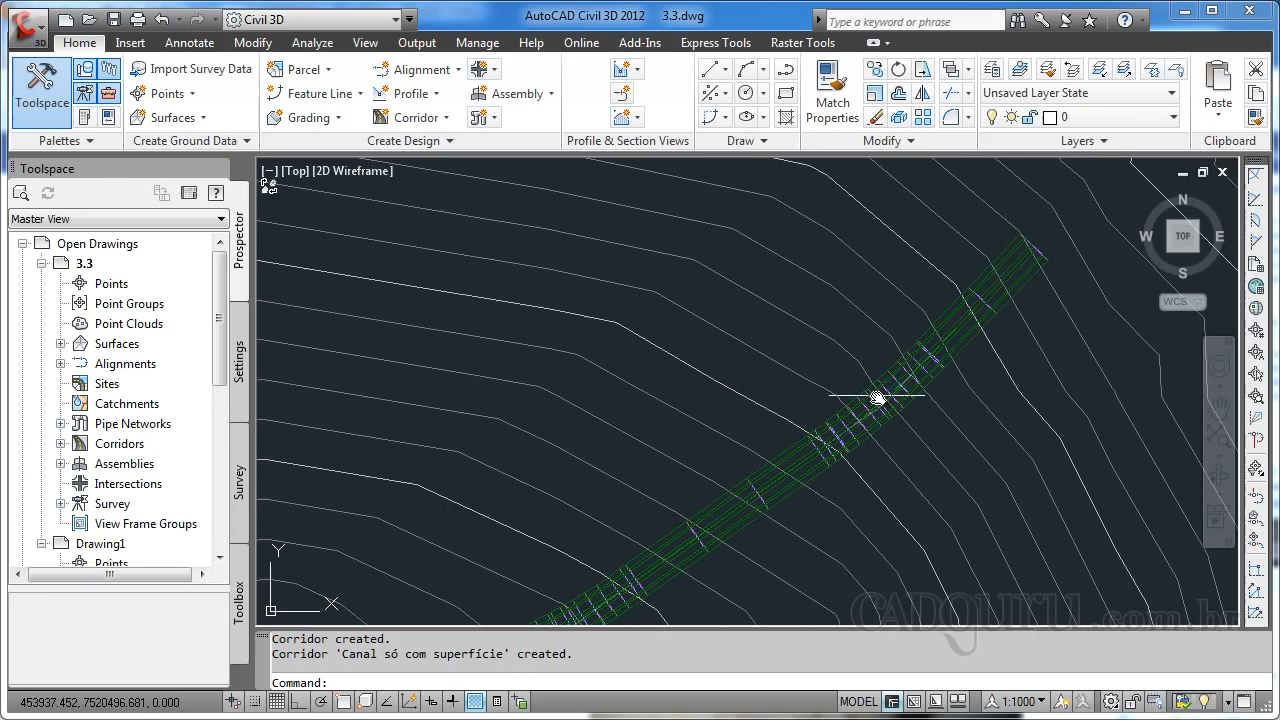 Civil 3D
AutoCAD Civil 3D 2012 3.3.dwg
Type a keyword or phrase
3D
Home Insert Annotate Modify Analyze View Output Manage Help Online Add-Ins Express Tools Raster Tools
Toolspace
Import Survey Data
Points
Surfaces
Parcel
Feature Line
Grading
Alignment
Profile
Corridor
Assembly
Match
Properties
Unsaved Layer State
0
Paste
Palettes
Create Ground Data
Create Design
Profile & Section Views
Draw
Modify
Layers
Clipboard
Toolspace
Master View
Open Drawings
3.3
Points
Point Groups
Point Clouds
Surfaces
Alignments
Sites
Catchments
Pipe Networks
Corridors
Assemblies
Intersections
Survey
View Frame Groups
Drawing1
Points
Prospector
Settings
Survey
Toolbox
[−] [Top] [2D Wireframe]
N
W TOP E
S
WCS
Y
X
CADGURU.com.br
Corridor created.
Corridor 'Canal só com superfície' created.
Command:
453937.452, 7520496.681, 0.000
MODEL
1:1000